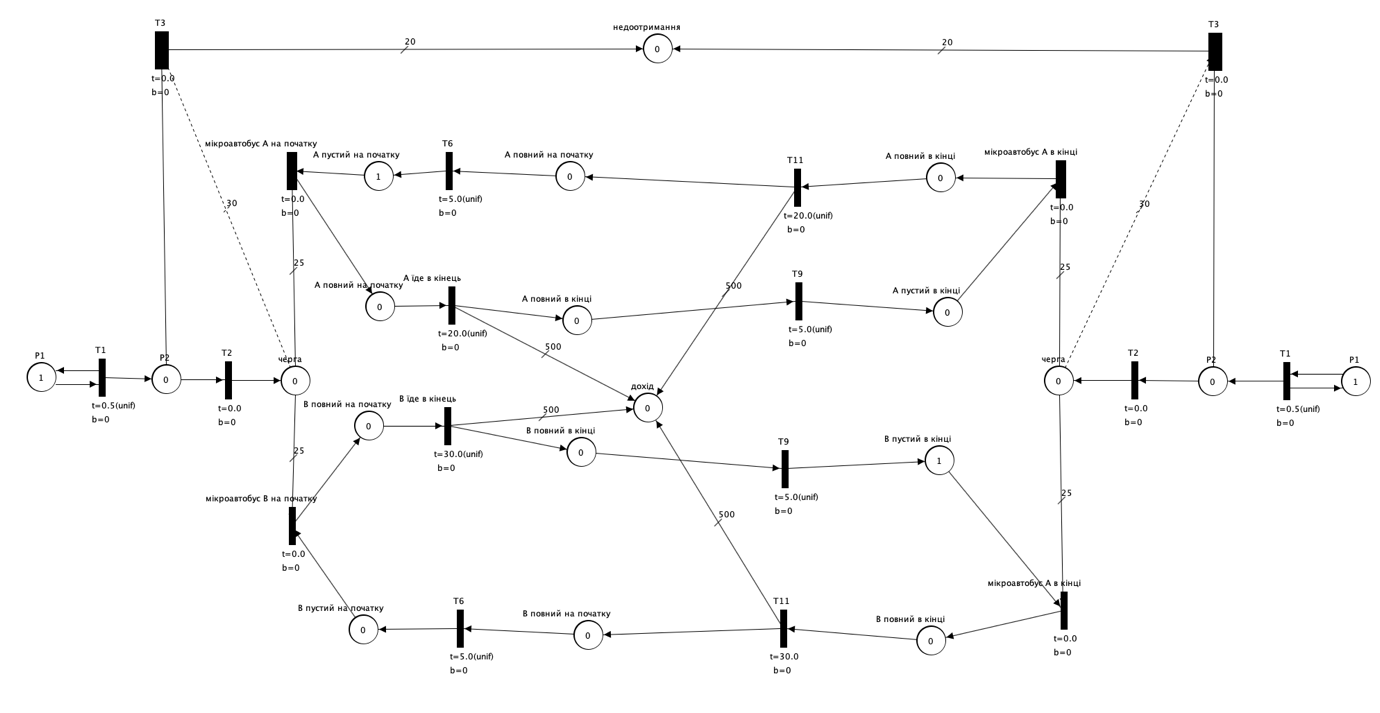 T3
t=0.0
b=0
20
недоотримання
0
20
T3
t=0.0
b=0
мікроавтобус А на початку
t=0.0
b=0
А пустий на початку
1
T6
t=5.0(unif)
b=0
А повний на початку
0
T11
t=20.0(unif)
b=0
А повний в кінці
0
мікроавтобус А в кінці
t=0.0
b=0
30
30
25
25
А повний на початку
0
А їде в кінець
t=20.0(unif)
b=0
А повний в кінці
0
500
T9
t=5.0(unif)
b=0
А пустий в кінці
0
500
P1
1
T1
t=0.5(unif)
b=0
P2
0
T2
t=0.0
b=0
черга
0
дохід
0
черга
0
T2
t=0.0
b=0
P2
0
T1
t=0.5(unif)
b=0
P1
1
В повний на початку
0
В їде в кінець
t=30.0(unif)
b=0
500
В повний в кінці
0
T9
t=5.0(unif)
b=0
В пустий в кінці
1
25
25
500
мікроавтобус В на початку
t=0.0
b=0
мікроавтобус А в кінці
t=0.0
b=0
В пустий на початку
0
T6
t=5.0(unif)
b=0
В повний на початку
0
T11
t=30.0
b=0
В повний в кінці
0